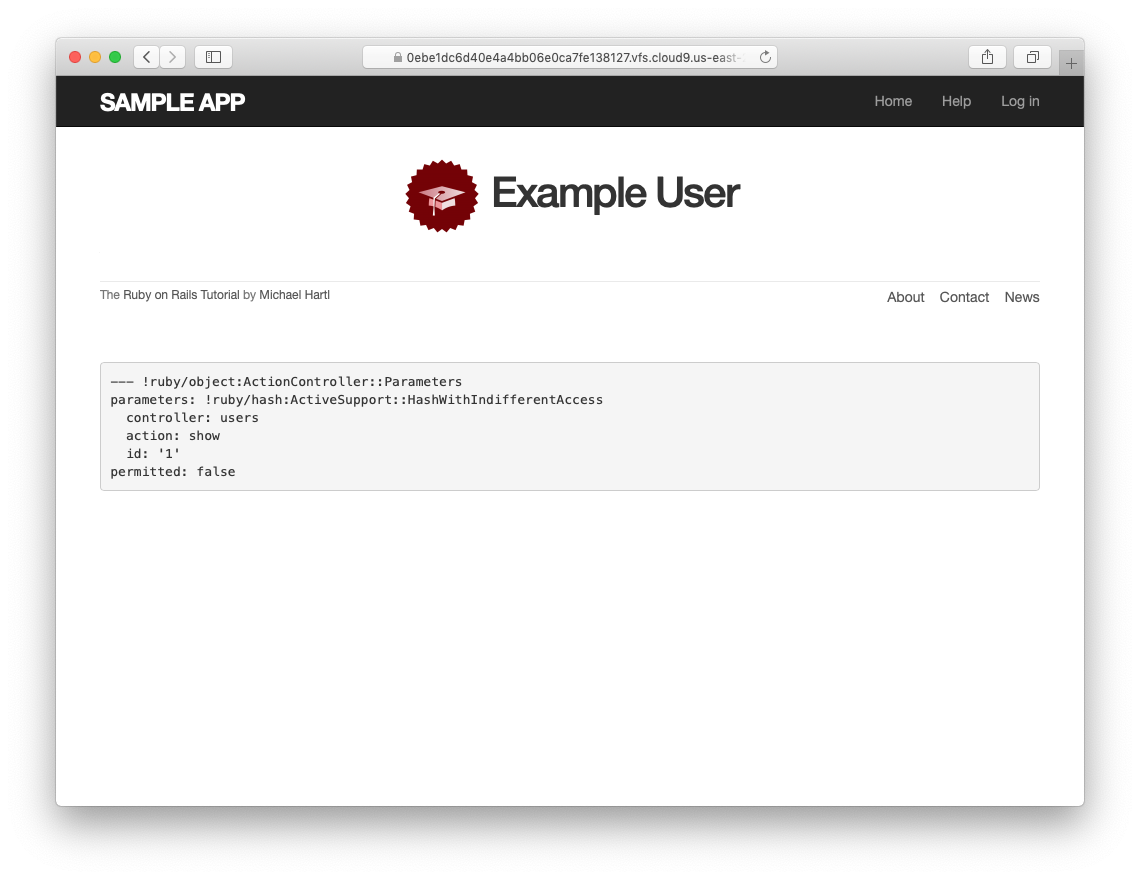 0ebe1dc6d40e4a4bb06e0ca7fe138127.vfs.cloud9.us-east-
SAMPLE APP
Home Help Log in
Example User
The Ruby on Rails Tutorial by Michael Hartl
About Contact News
--- !ruby/object:ActionController::Parameters
parameters: !ruby/hash:ActiveSupport::HashWithIndifferentAccess
  controller: users
  action: show
  id: '1'
permitted: false